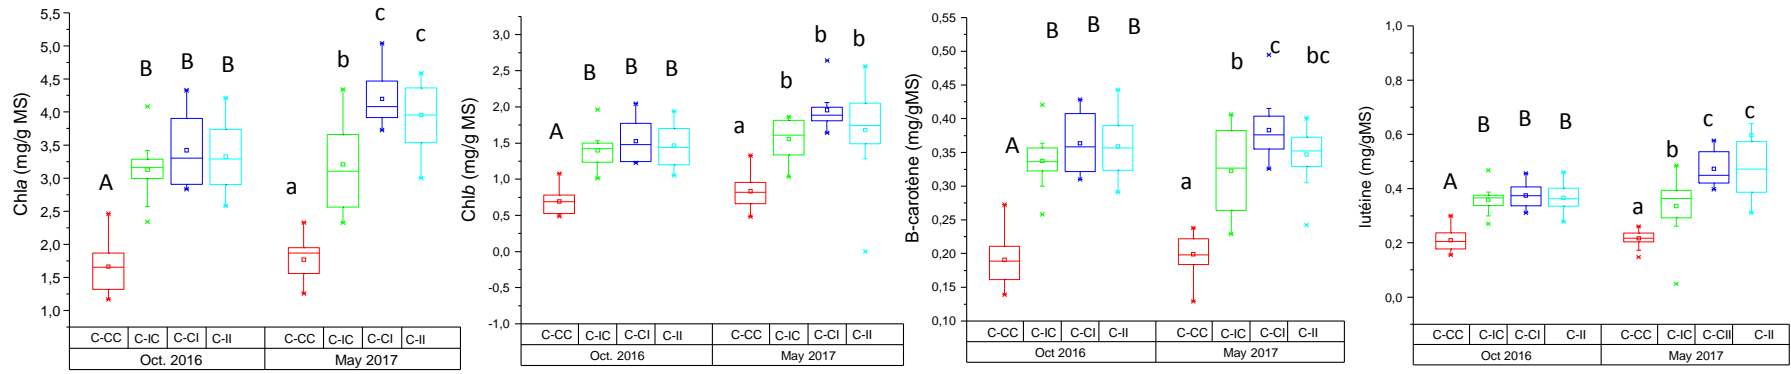 Chla (mg/g MS)
5,5
5,0
4,5
4,0
3,5
3,0
2,5
2,0
1,5
1,0
A
B
B
B
a
b
c
c
C-CC
C-IC
C-CI
C-II
C-CC
C-IC
C-CI
C-II
Oct. 2016
May 2017
Chlb (mg/g MS)
3,0
2,5
2,0
1,5
1,0
0,5
0,0
-0,5
-1,0
A
B
B
B
a
b
b
b
C-CC
C-IC
C-CI
C-II
C-CC
C-IC
C-CI
C-II
Oct. 2016
May 2017
B-carotène (mg/gMS)
0,55
0,50
0,45
0,40
0,35
0,30
0,25
0,20
0,15
0,10
A
B
B
B
a
b
c
bc
C-CC
C-IC
C-CI
C-II
C-CC
C-IC
C-CI
C-II
Oct 2016
May 2017
lutéine (mg/gMS)
1,0
0,8
0,6
0,4
0,2
0,0
A
B
B
B
a
b
c
c
C-CC
C-IC
C-CI
C-II
C-CC
C-IC
C-CII
C-II
Oct 2016
May 2017